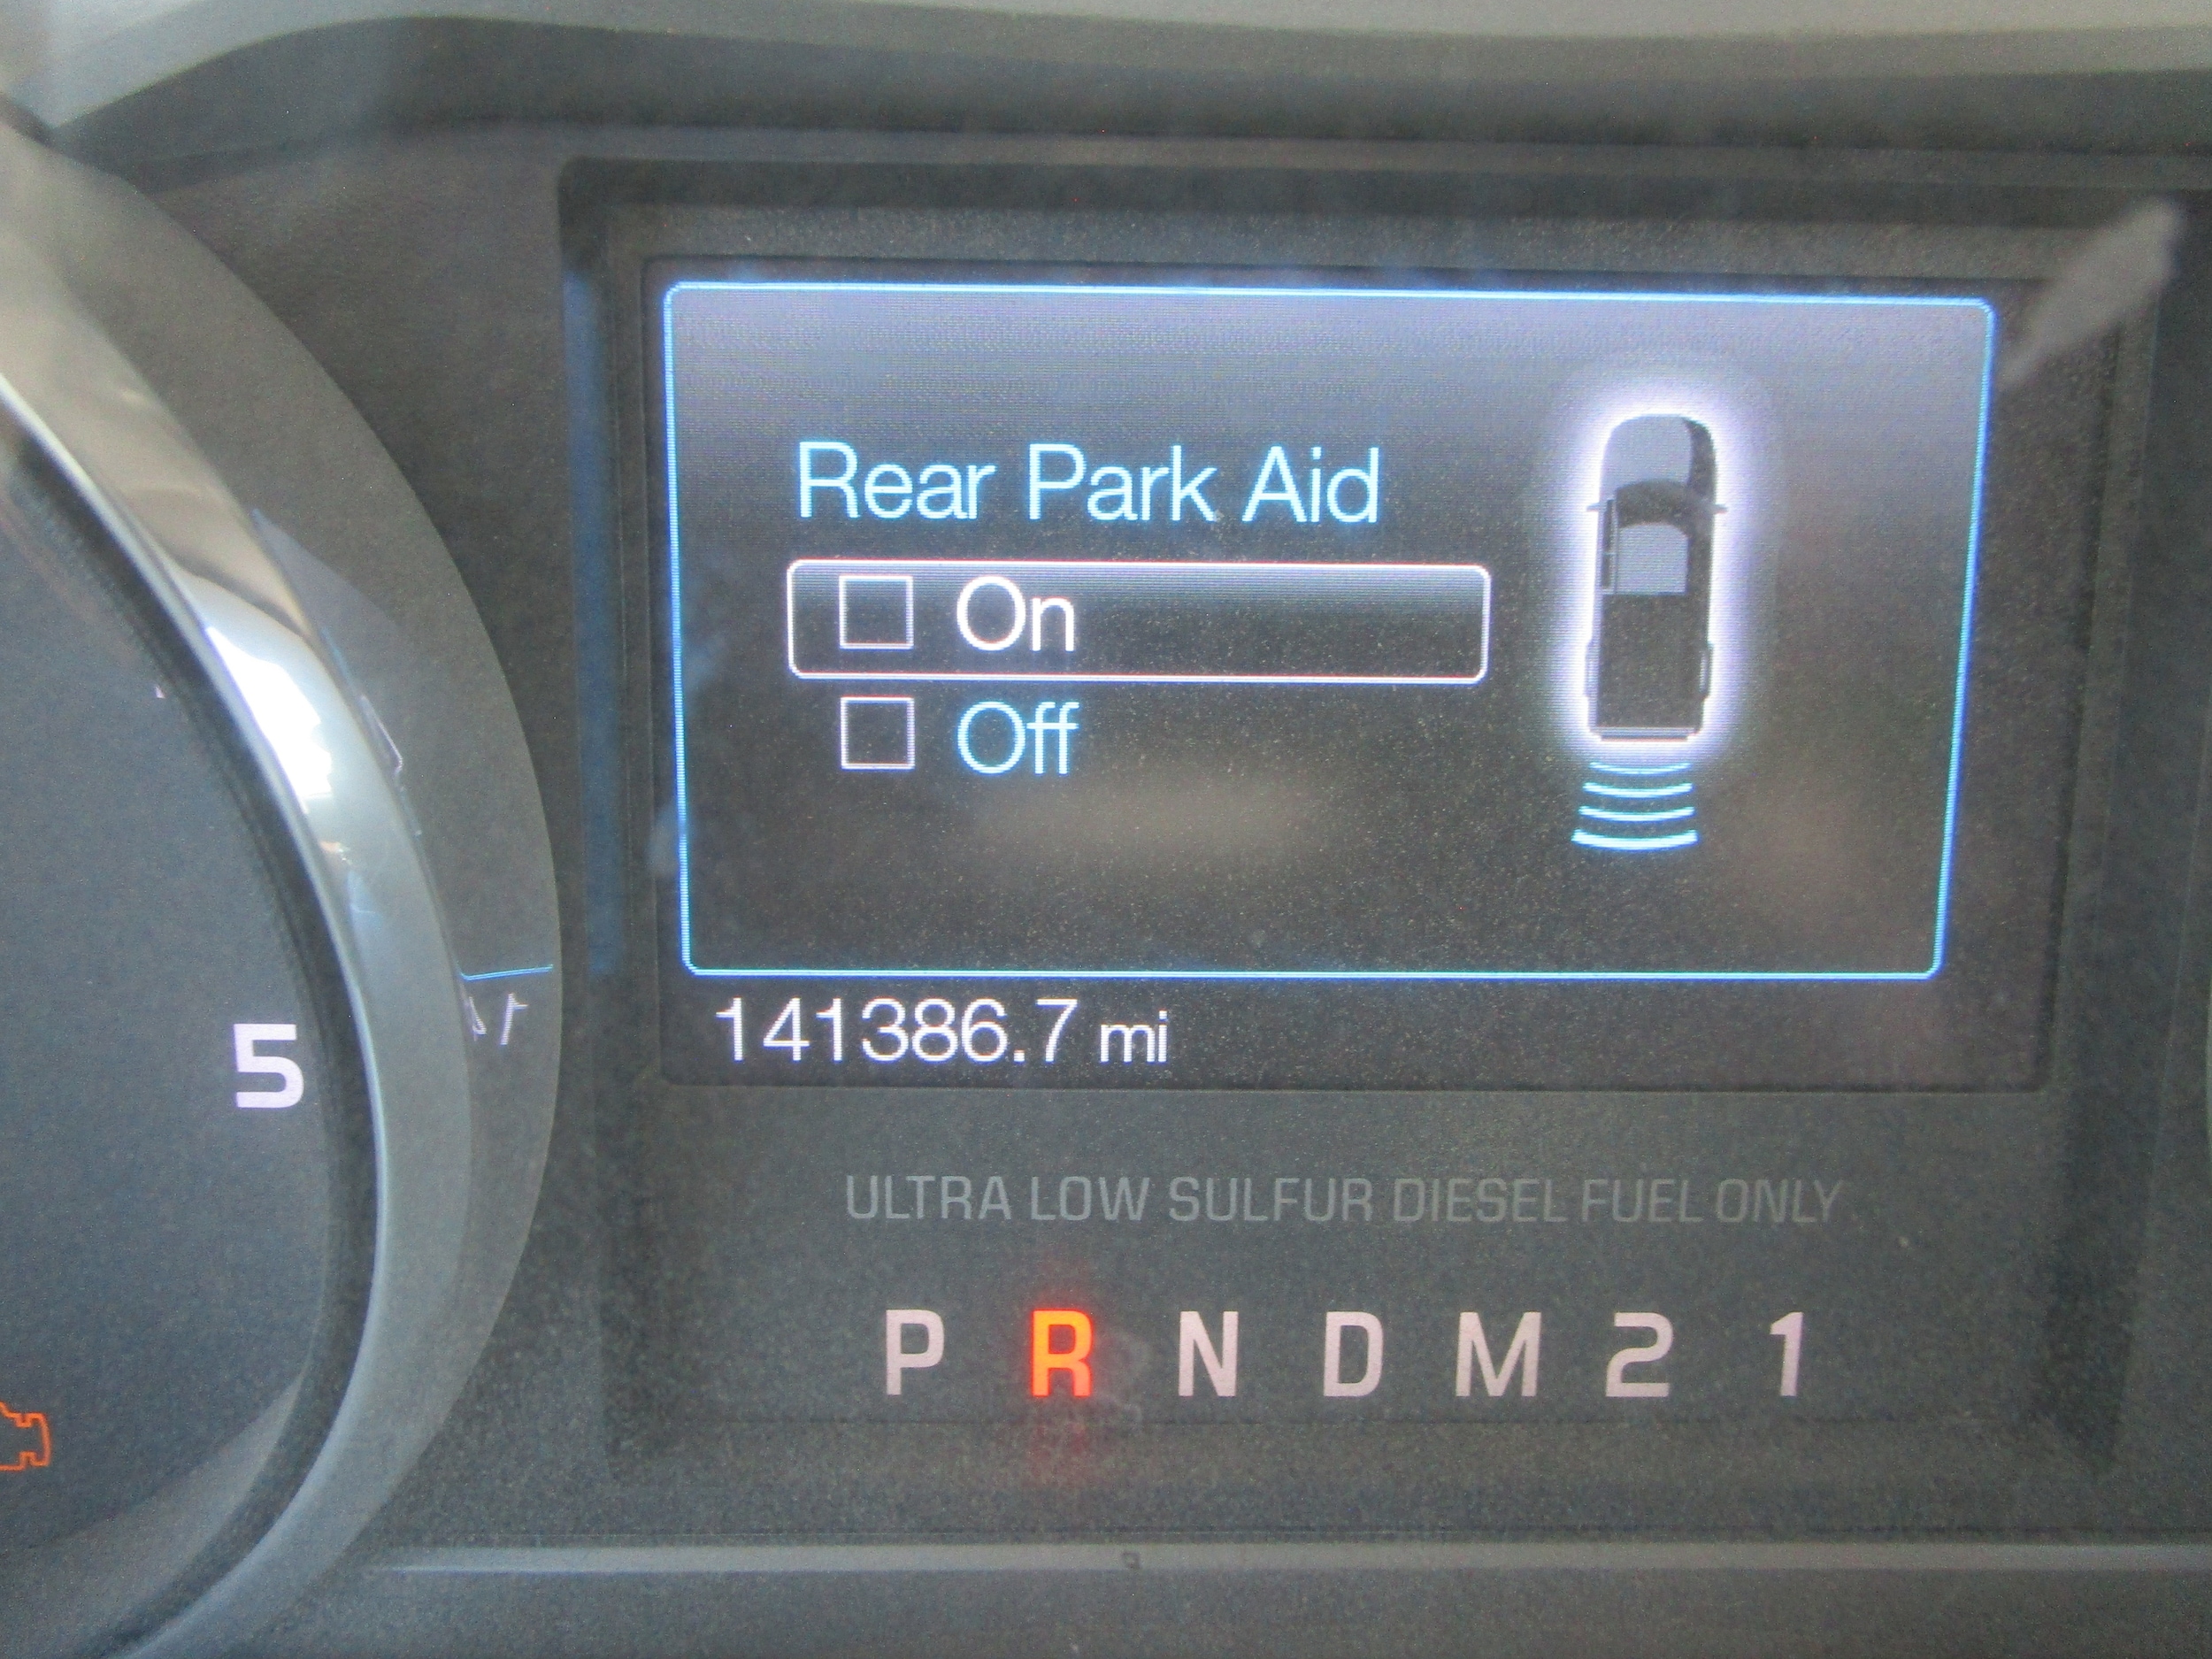 Rear Park Aid
On
Off
141386.7 mi
5
ULTRA LOW SULFUR DIESEL FUEL ONLY
P R N D M 2 1